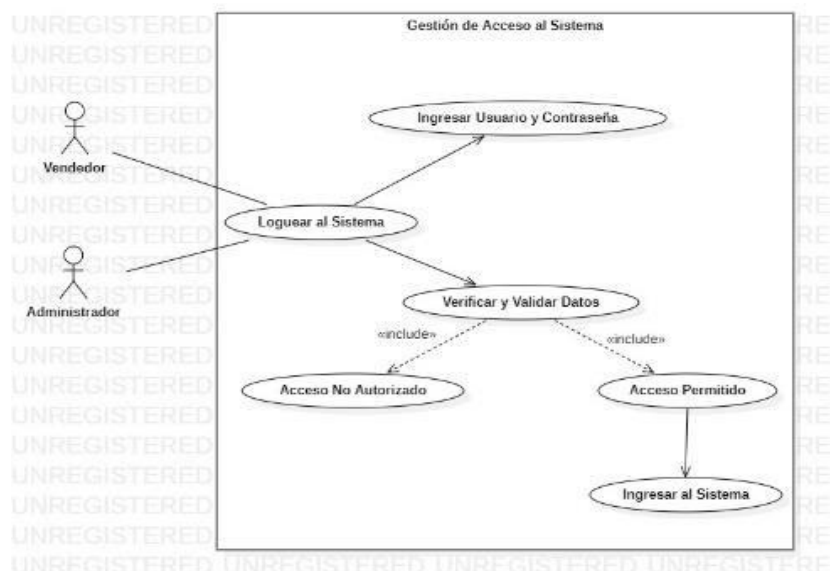 Gestión de Acceso al Sistema
Ingresar Usuario y Contraseña
Vendedor
Loguear al Sistema
Administrador
Verificar y Validar Datos
«include»
«include»
Acceso No Autorizado
Acceso Permitido
Ingresar al Sistema
UNREGISTERED UNREGISTERED UNREGISTERED UNREGISTERED